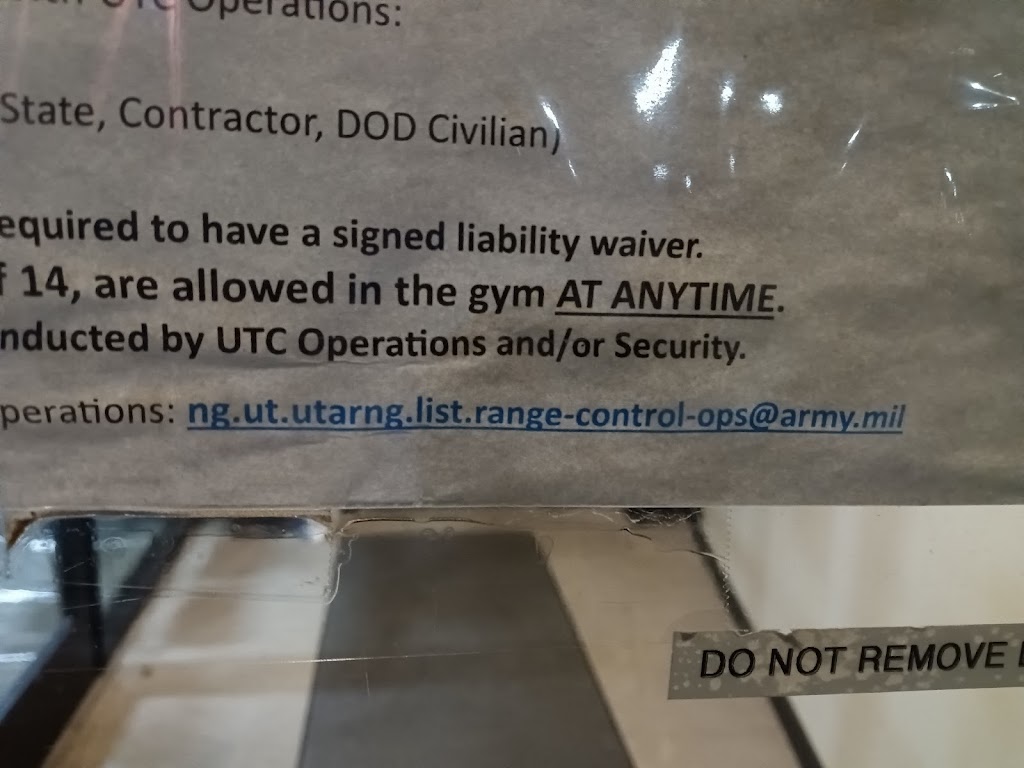 UTC Operations:
State, Contractor, DOD Civilian)
equired to have a signed liability waiver.
f 14, are allowed in the gym AT ANYTIME.
nducted by UTC Operations and/or Security.
perations: ng.ut.utarng.list.range-control-ops@army.mil
DO NOT REMOVE